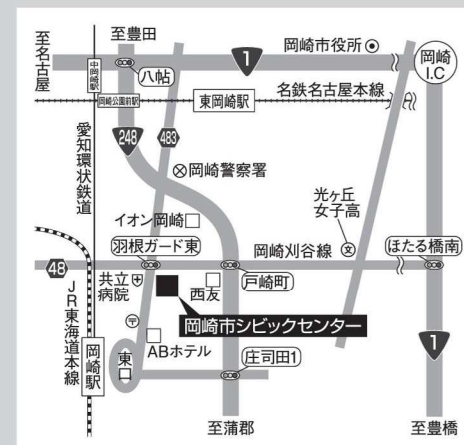 至名古屋
至豊田
岡崎市役所
岡崎I.C
1
中岡崎駅
八帖
岡崎公園前駅
東岡崎駅
名鉄名古屋本線
愛知環状鉄道
248
483
岡崎警察署
光ヶ丘女子高
文
イオン岡崎
羽根ガード東
岡崎刈谷線
ほたる橋南
48
共立病院
西友
戸崎町
岡崎市シビックセンター
JR東海道本線
岡崎駅
〒
東口
ABホテル
庄司田1
1
至蒲郡
至豊橋